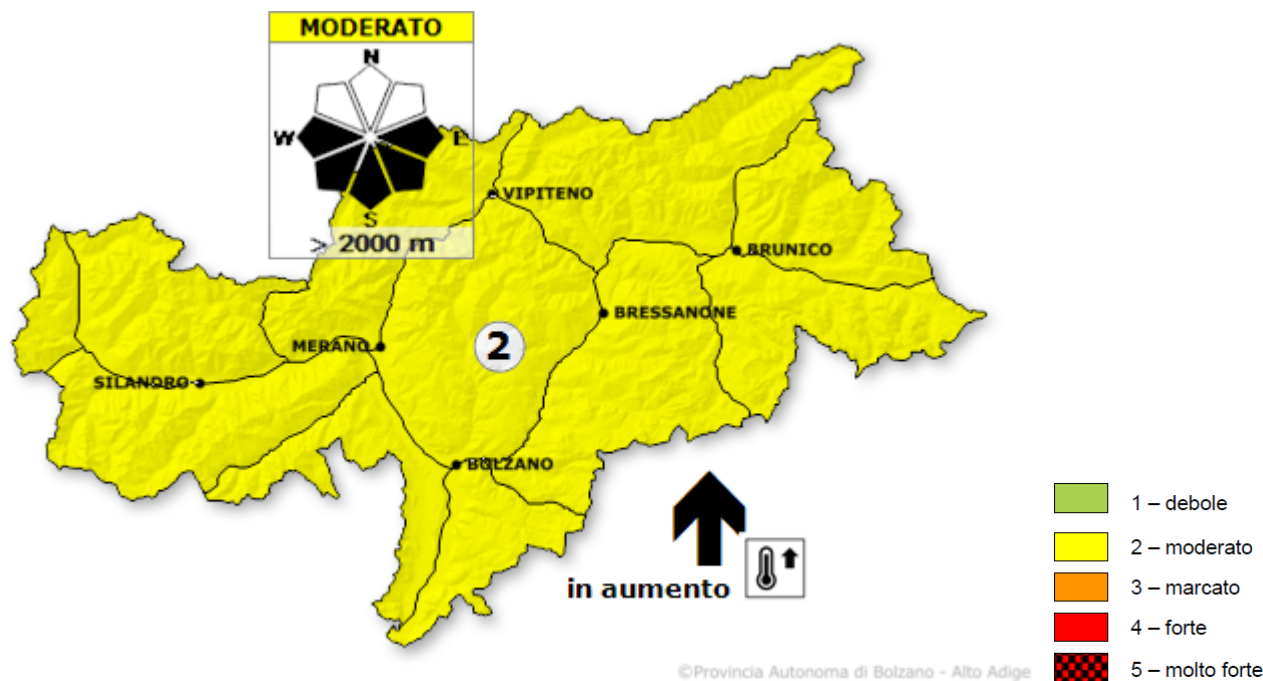 MODERATO
N
W
E
S
> 2000 m
VIPITENO
BRUNICO
BRESSANONE
MERANO
2
SILANDRO
BOLZANO
in aumento
1 – debole
2 – moderato
3 – marcato
4 – forte
5 – molto forte
©Provincia Autonoma di Bolzano - Alto Adige